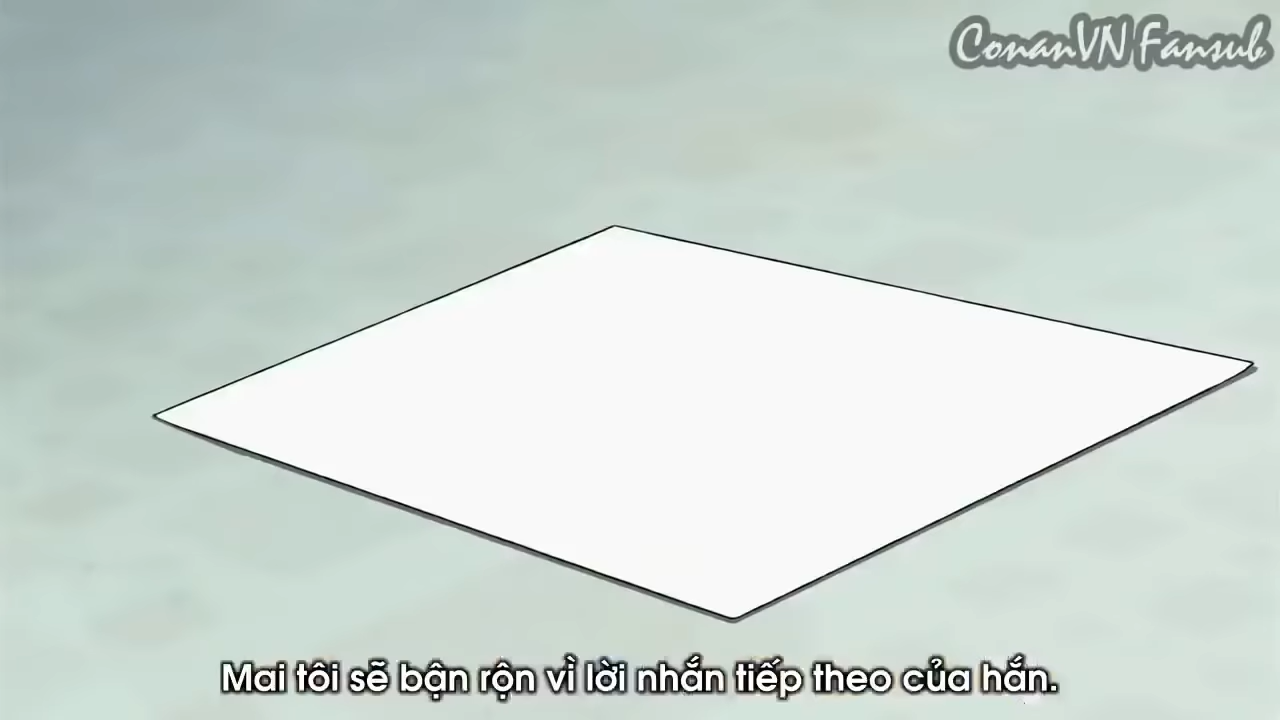 ConanVN Fansub
Mai tôi sẽ bận rộn vì lời nhắn tiếp theo của hắn.